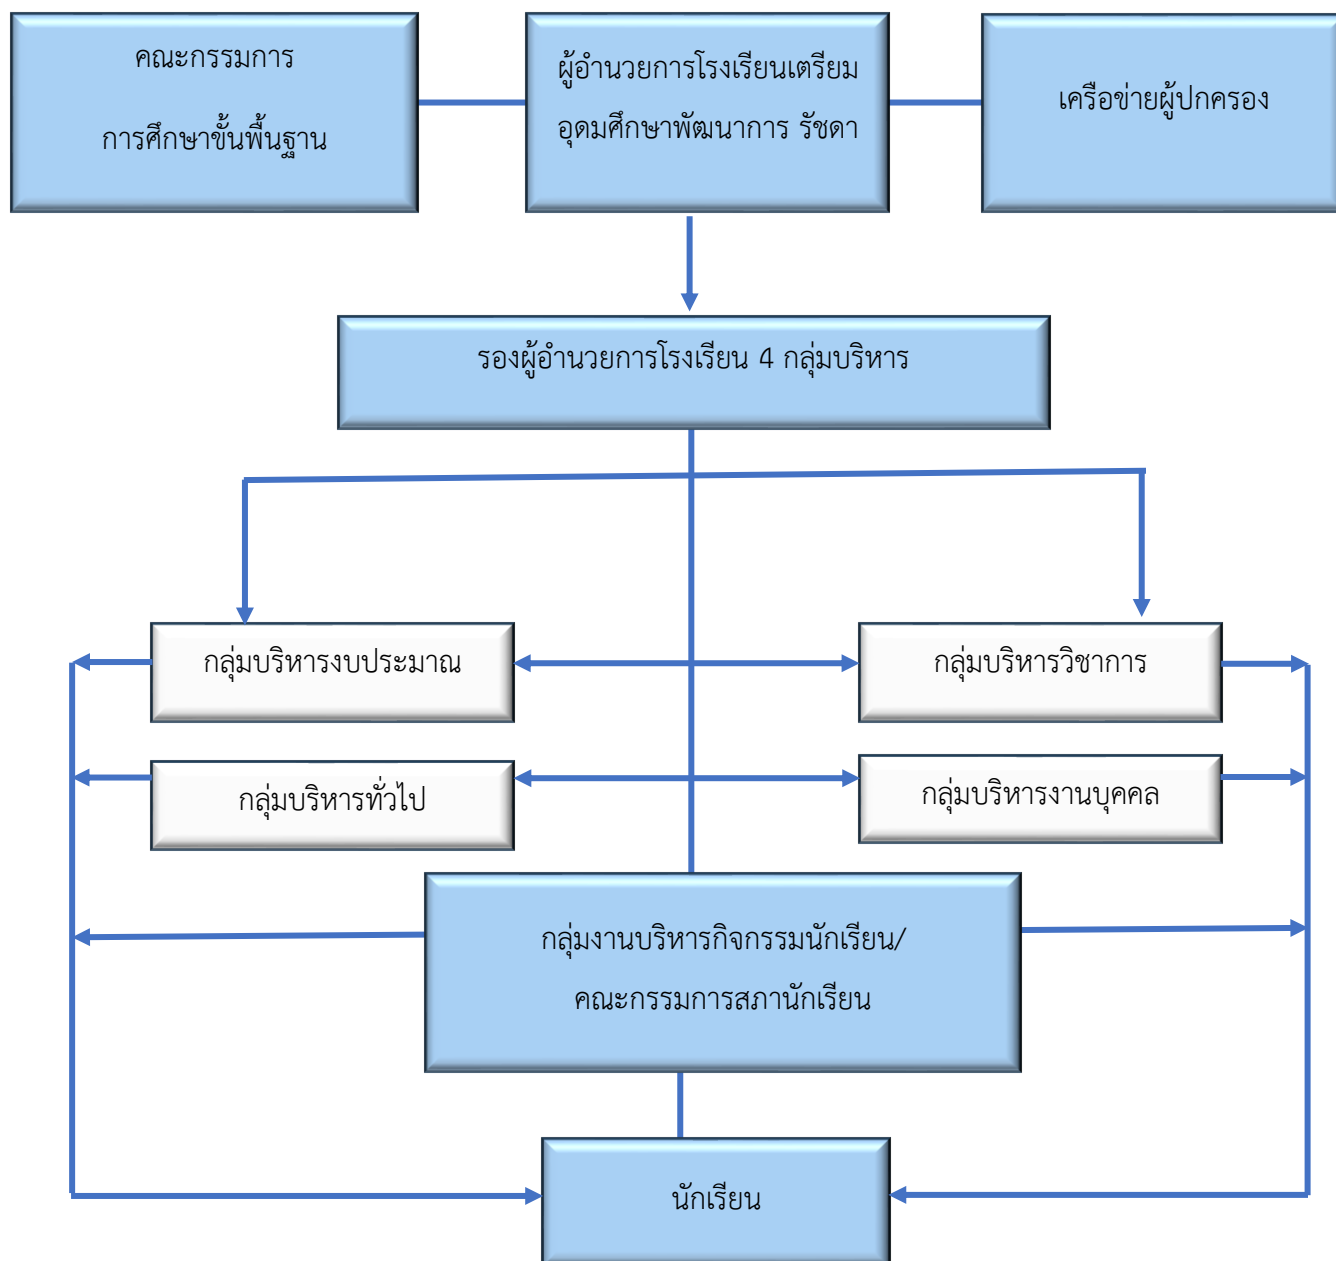 คณะกรรมการ
การศึกษาขั้นพื้นฐาน
ผู้อำนวยการโรงเรียนเตรียม
อุดมศึกษาพัฒนาการ รัชดา
เครือข่ายผู้ปกครอง
รองผู้อำนวยการโรงเรียน 4 กลุ่มบริหาร
กลุ่มบริหารงบประมาณ
กลุ่มบริหารวิชาการ
กลุ่มบริหารทั่วไป
กลุ่มบริหารงานบุคคล
กลุ่มงานบริหารกิจกรรมนักเรียน/
คณะกรรมการสภานักเรียน
นักเรียน